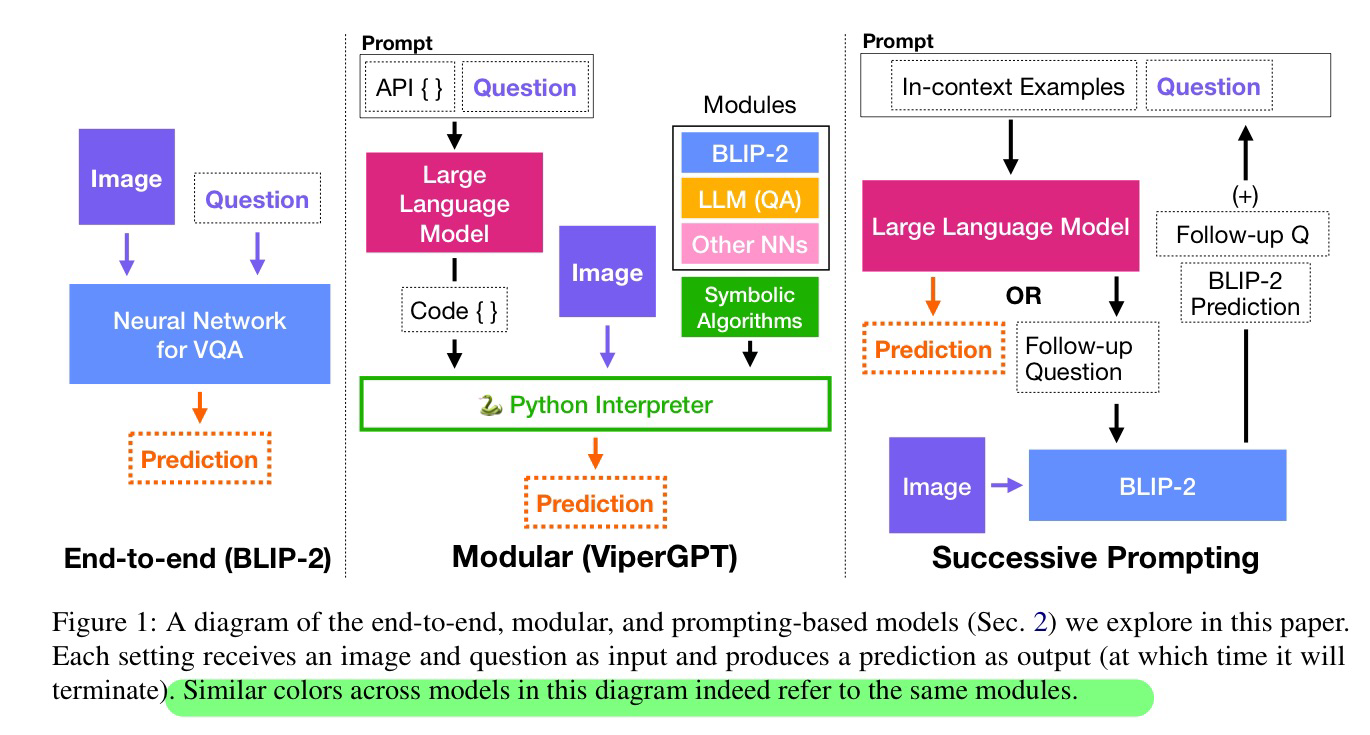 Image
Question
Neural Network
for VQA
Prediction
End-to-end (BLIP-2)
Prompt
API { }
Question
Large
Language
Model
Code { }
Image
Modules
BLIP-2
LLM (QA)
Other NNs
Symbolic
Algorithms
🐍 Python Interpreter
Prediction
Modular (ViperGPT)
Prompt
In-context Examples
Question
Large Language Model
Prediction
OR
Follow-up
Question
(+)
Follow-up Q
BLIP-2
Prediction
Image
BLIP-2
Successive Prompting
Figure 1: A diagram of the end-to-end, modular, and prompting-based models (Sec. 2) we explore in this paper.
Each setting receives an image and question as input and produces a prediction as output (at which time it will
terminate). Similar colors across models in this diagram indeed refer to the same modules.